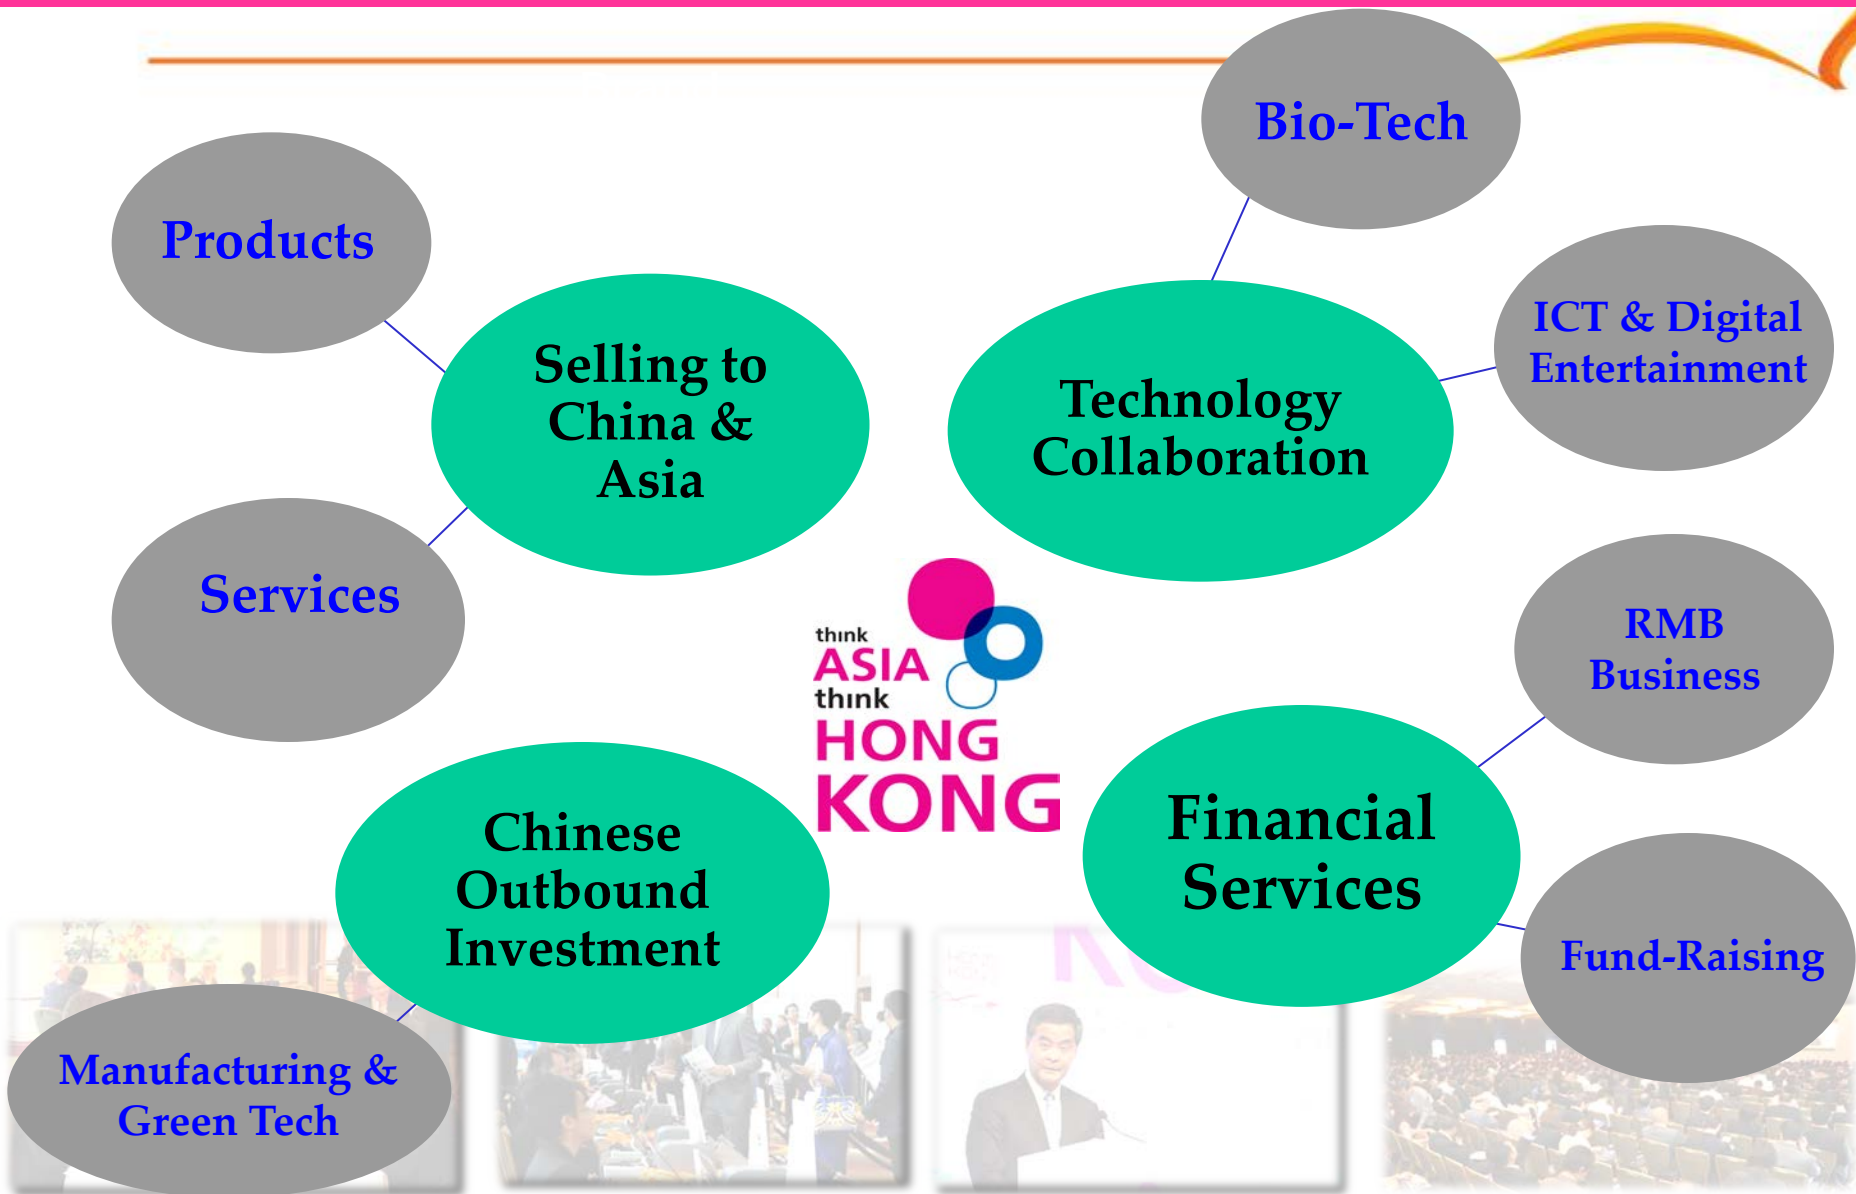 Bio-Tech
Products
ICT & Digital
Entertainment
Selling to
China &
Asia
Technology
Collaboration
Services
RMB
Business
think
ASIA
think
HONG
KONG
Chinese
Outbound
Investment
Financial
Services
Fund-Raising
Manufacturing &
Green Tech